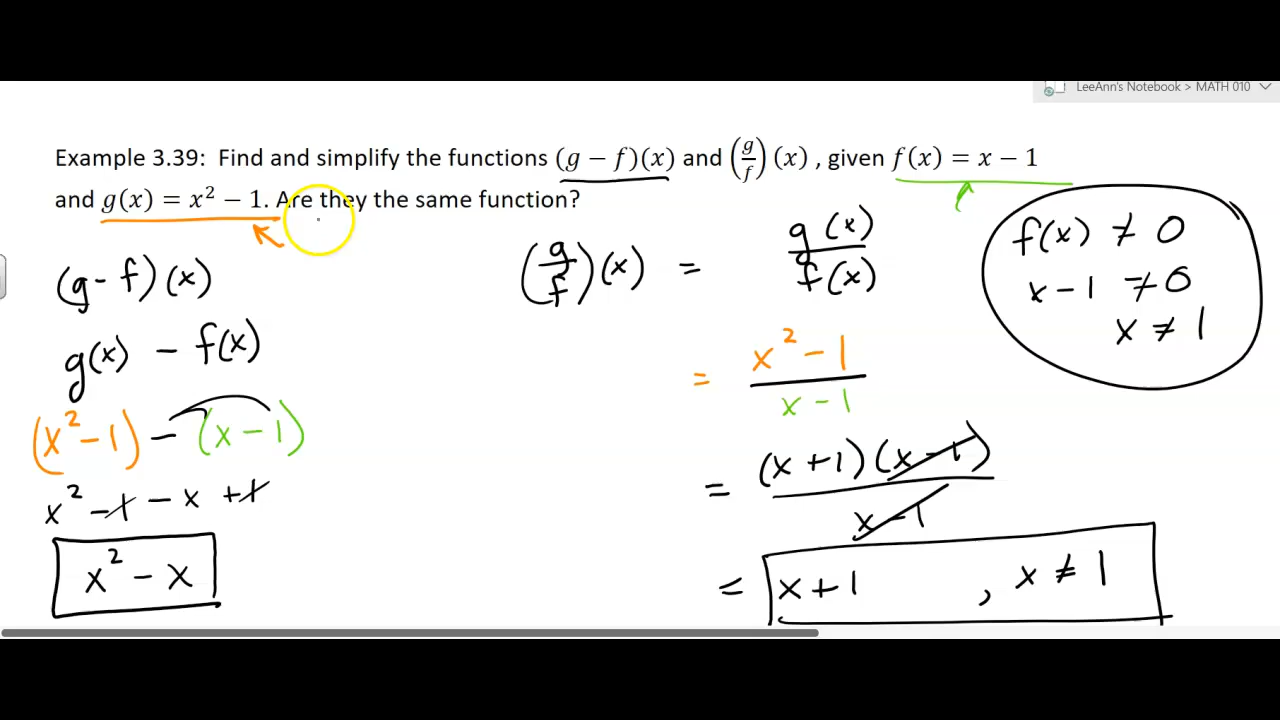 LeeAnn's Notebook > MATH 010
Example 3.39: Find and simplify the functions (g − f)(x) and (g/f)(x) , given f(x) = x − 1
and g(x) = x² − 1. Are they the same function?
(g - f)(x)
g(x) - f(x)
(x² - 1) - (x - 1)
x² - 1 - x + 1
x² - x
(g/f)(x) = g(x)/f(x)
= x² - 1 / x - 1
= (x + 1)(x - 1) / x - 1
= x + 1 , x ≠ 1
f(x) ≠ 0
x - 1 ≠ 0
x ≠ 1